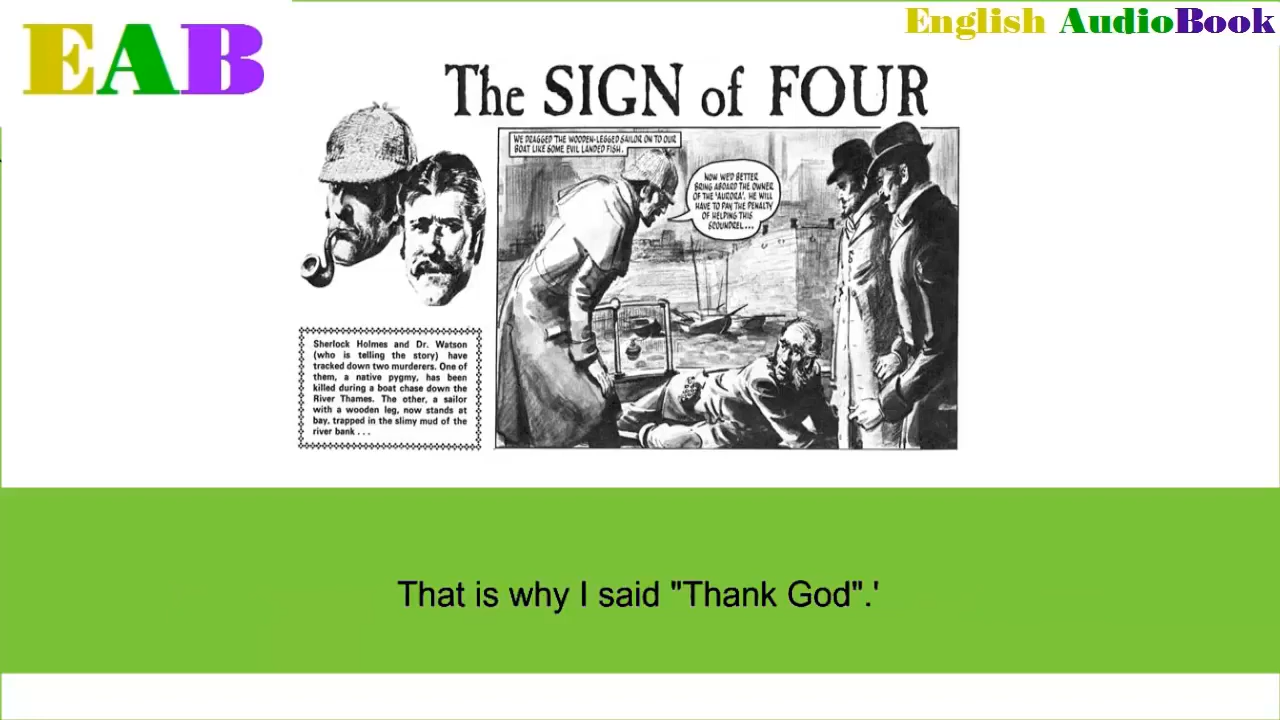 EAB
English AudioBook
The SIGN of FOUR
WE DRAGGED THE WOODEN-LEGGED SAILOR ON TO OUR
BOAT LIKE SOME EVIL LANDED FISH.
NOW WE'D BETTER
BRING ABOARD THE OWNER
OF THE 'AURORA'. HE WILL
HAVE TO PAY THE PENALTY
OF HELPING THIS
SCOUNDREL...
Sherlock Holmes and Dr. Watson
(who is telling the story) have
tracked down two murderers. One of
them, a native pygmy, has been
killed during a boat chase down the
River Thames. The other, a sailor
with a wooden leg, now stands at
bay, trapped in the slimy mud of the
river bank . . .
That is why I said "Thank God".'